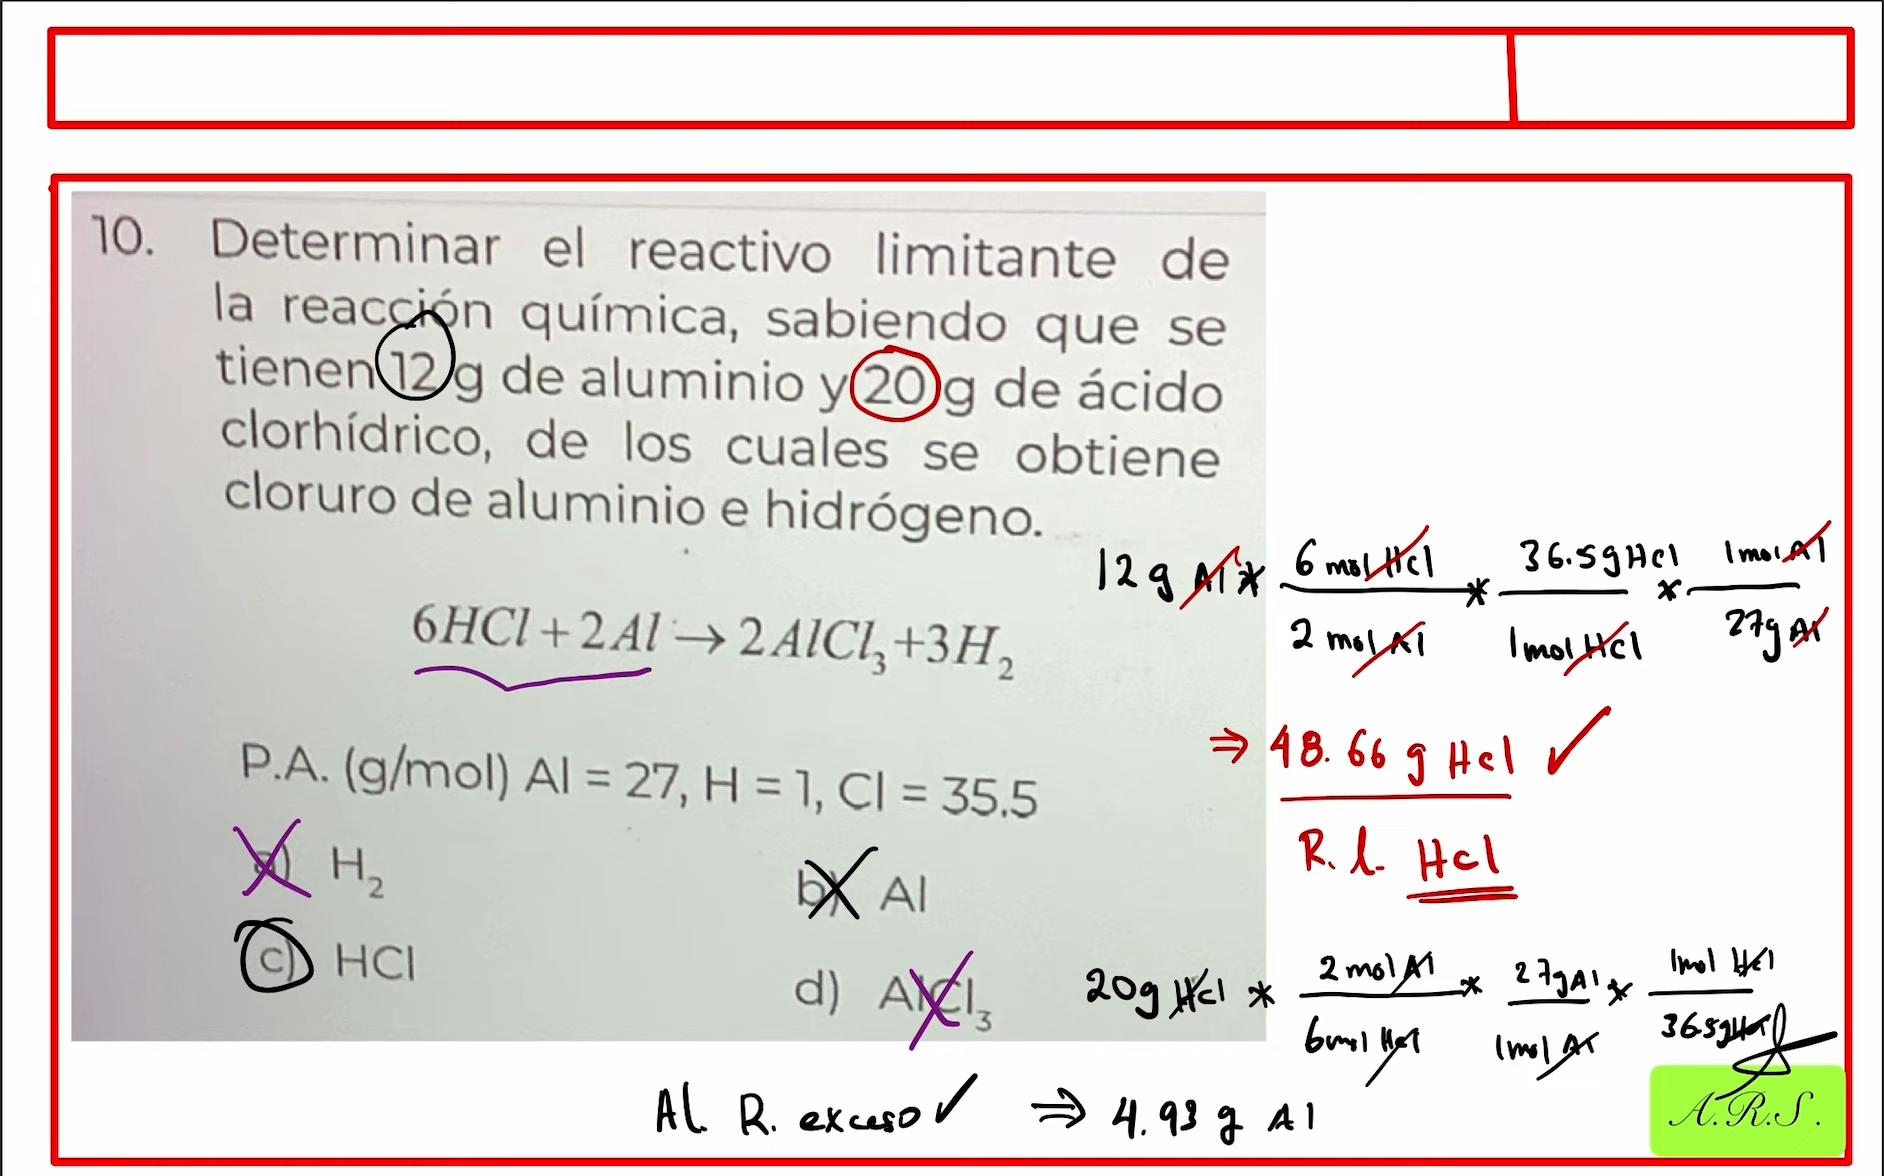 10. Determinar el reactivo limitante de
la reacción química, sabiendo que se
tienen 12 g de aluminio y 20 g de ácido
clorhídrico, de los cuales se obtiene
cloruro de aluminio e hidrógeno.
12 g Al * 6 mol HCl / 2 mol Al * 36.5 g HCl / 1 mol HCl * 1 mol Al / 27 g Al
6HCl + 2Al → 2AlCl₃ + 3H₂
⇒ 48.66 g HCl ✓
P.A. (g/mol) Al = 27, H = 1, Cl = 35.5
R. l. HCl
a) H₂
b) Al
c) HCl
d) AlCl₃
20 g HCl * 2 mol Al / 6 mol HCl * 27 g Al / 1 mol Al * 1 mol HCl / 36.5 g HCl
Al R. exceso ✓ ⇒ 4.93 g Al
A.R.S.